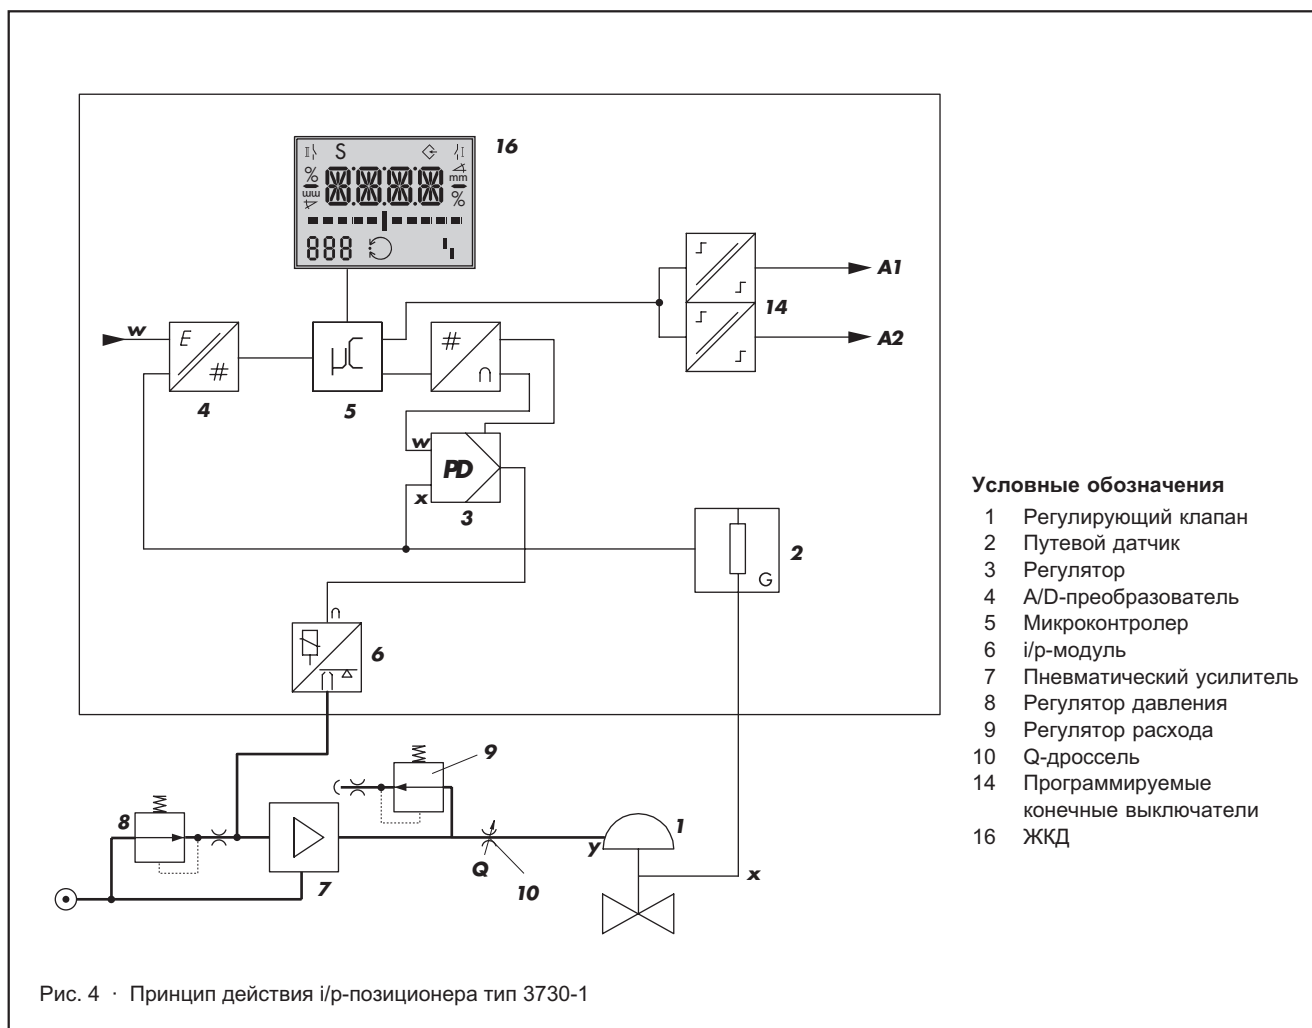 16
S
%
mm
mm
%
888
A1
14
A2
w
E
#
4
µC
5
#
∩
w
PD
x
3
2
G
∩
6
9
8
7
Q
10
y
1
x
Условные обозначения
1 Регулирующий клапан
2 Путевой датчик
3 Регулятор
4 A/D-преобразователь
5 Микроконтролер
6 i/p-модуль
7 Пневматический усилитель
8 Регулятор давления
9 Регулятор расхода
10 Q-дроссель
14 Программируемые
конечные выключатели
16 ЖКД
Рис. 4 · Принцип действия i/p-позиционера тип 3730-1